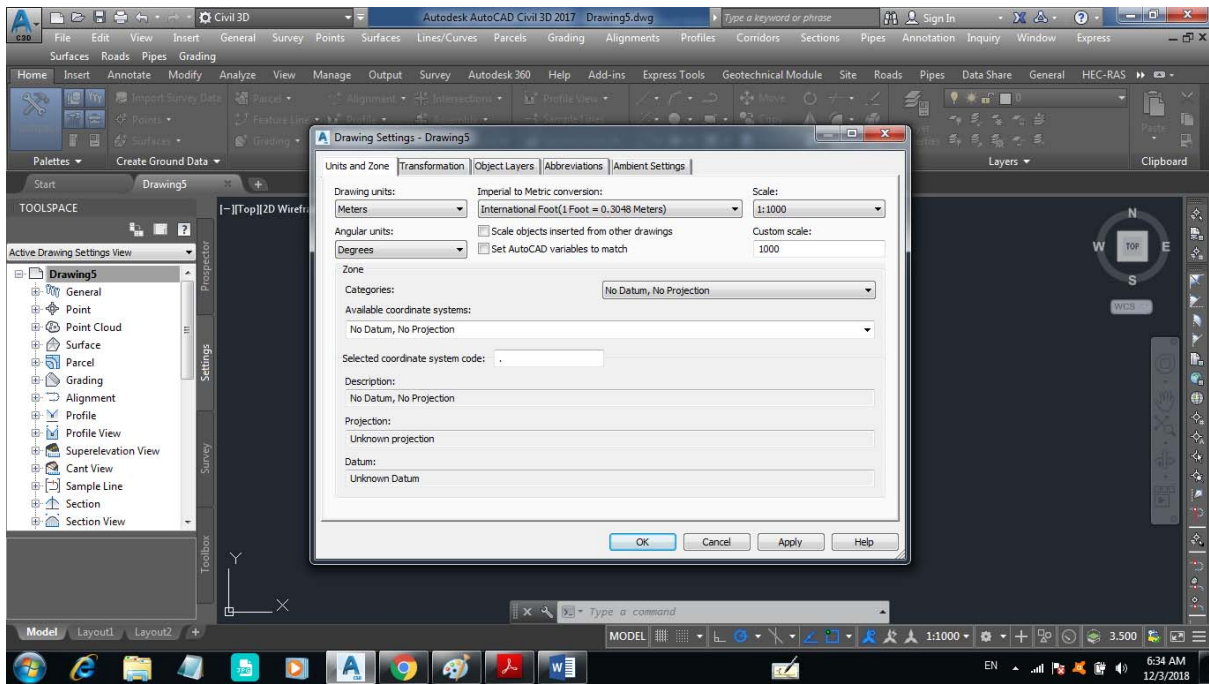 Civil 3D
Autodesk AutoCAD Civil 3D 2017 Drawing5.dwg
Type a keyword or phrase
Sign In
C3D
File Edit View Insert General Survey Points Surfaces Lines/Curves Parcels Grading Alignments Profiles Corridors Sections Pipes Annotation Inquiry Window Express
Surfaces Roads Pipes Grading
Home Insert Annotate Modify Analyze View Manage Output Survey Autodesk 360 Help Add-ins Express Tools Geotechnical Module Site Roads Pipes Data Share General HEC-RAS
Import Survey Data Parcel Alignment Intersections Profile View Move
Points Feature Line Profile Assembly Sample Lines Copy
Surfaces Grading
Paste
Palettes Create Ground Data Layers Clipboard
Start Drawing5
TOOLSPACE
[-][Top][2D Wirefra
Active Drawing Settings View
Drawing5
General
Point
Point Cloud
Surface
Parcel
Grading
Alignment
Profile
Profile View
Superelevation View
Cant View
Sample Line
Section
Section View
Prospector
Settings
Survey
Toolbox
Drawing Settings - Drawing5
Units and Zone Transformation Object Layers Abbreviations Ambient Settings
Drawing units: Imperial to Metric conversion: Scale:
Meters International Foot(1 Foot = 0.3048 Meters) 1:1000
Angular units: Scale objects inserted from other drawings Custom scale:
Degrees Set AutoCAD variables to match 1000
Zone
Categories: No Datum, No Projection
Available coordinate systems:
No Datum, No Projection
Selected coordinate system code: .
Description:
No Datum, No Projection
Projection:
Unknown projection
Datum:
Unknown Datum
OK Cancel Apply Help
N
W TOP E
S
WCS
Y
X
Type a command
Model Layout1 Layout2 +
MODEL 1:1000 3.500
EN 6:34 AM
12/3/2018